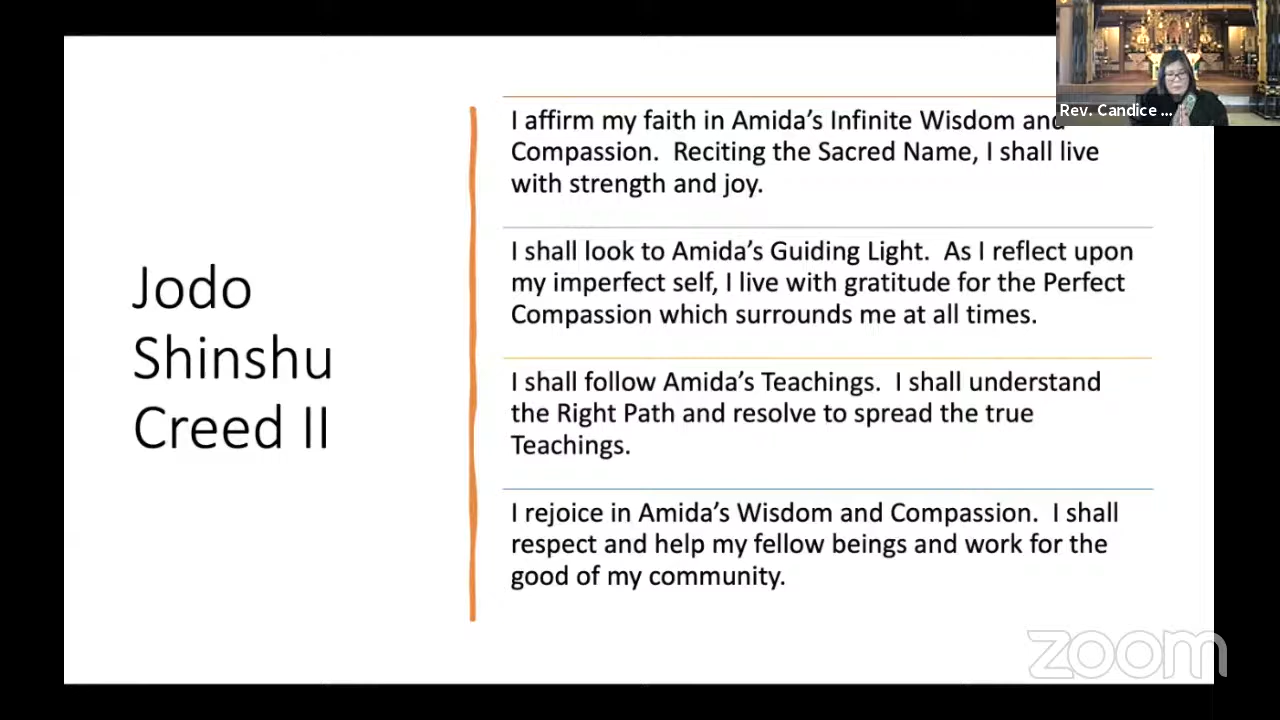 Jodo
Shinshu
Creed II
I affirm my faith in Amida's Infinite Wisdom and
Compassion.  Reciting the Sacred Name, I shall live
with strength and joy.
I shall look to Amida's Guiding Light.  As I reflect upon
my imperfect self, I live with gratitude for the Perfect
Compassion which surrounds me at all times.
I shall follow Amida's Teachings.  I shall understand
the Right Path and resolve to spread the true
Teachings.
I rejoice in Amida's Wisdom and Compassion.  I shall
respect and help my fellow beings and work for the
good of my community.
Rev. Candice ...
zoom